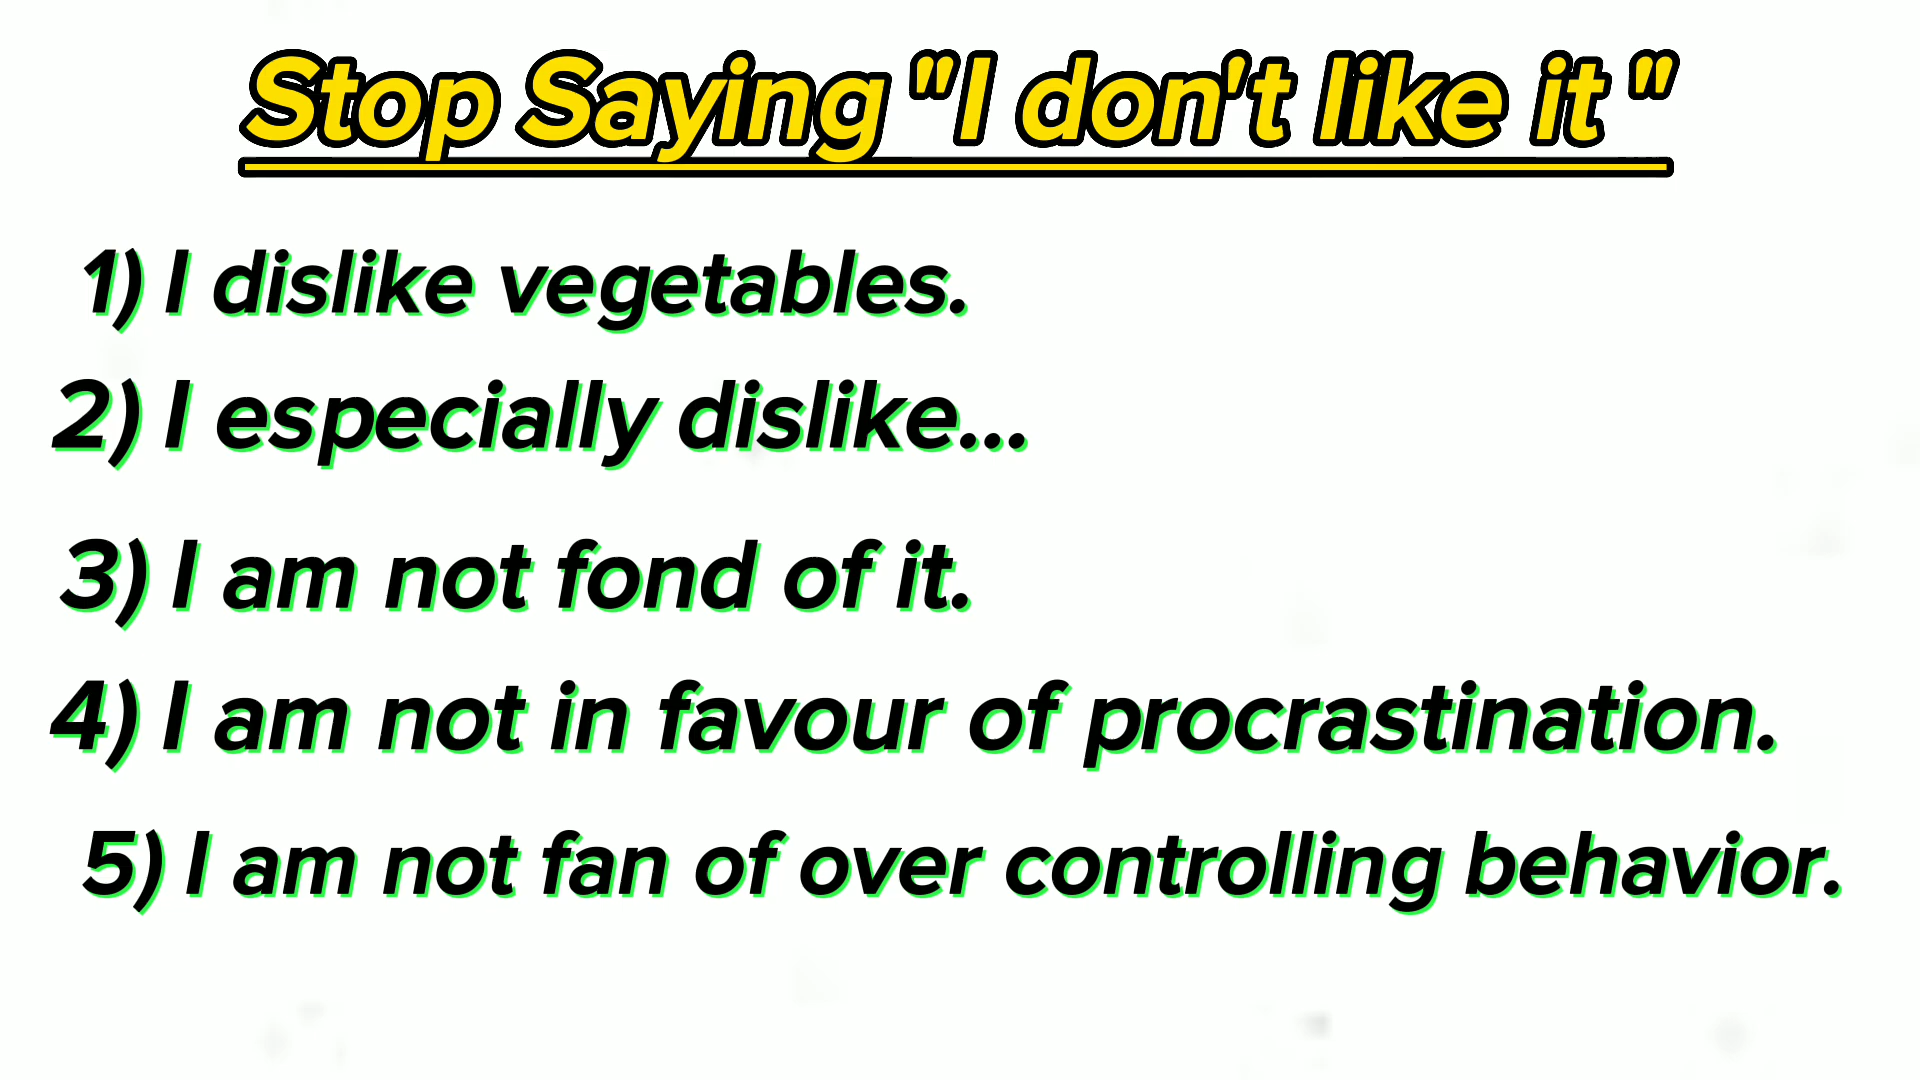 Stop Saying "I don't like it "
1) I dislike vegetables.
2) I especially dislike...
3) I am not fond of it.
4) I am not in favour of procrastination.
5) I am not fan of over controlling behavior.